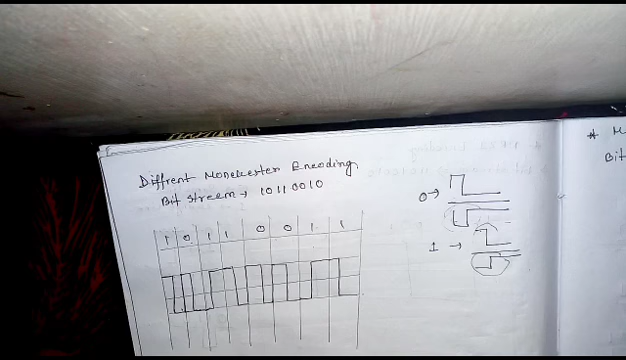 Diffrent Manchester Encoding
Bit stream → 10110010
1 0 1 1 0 0 1 1
0 →
1 →
* M
Bit